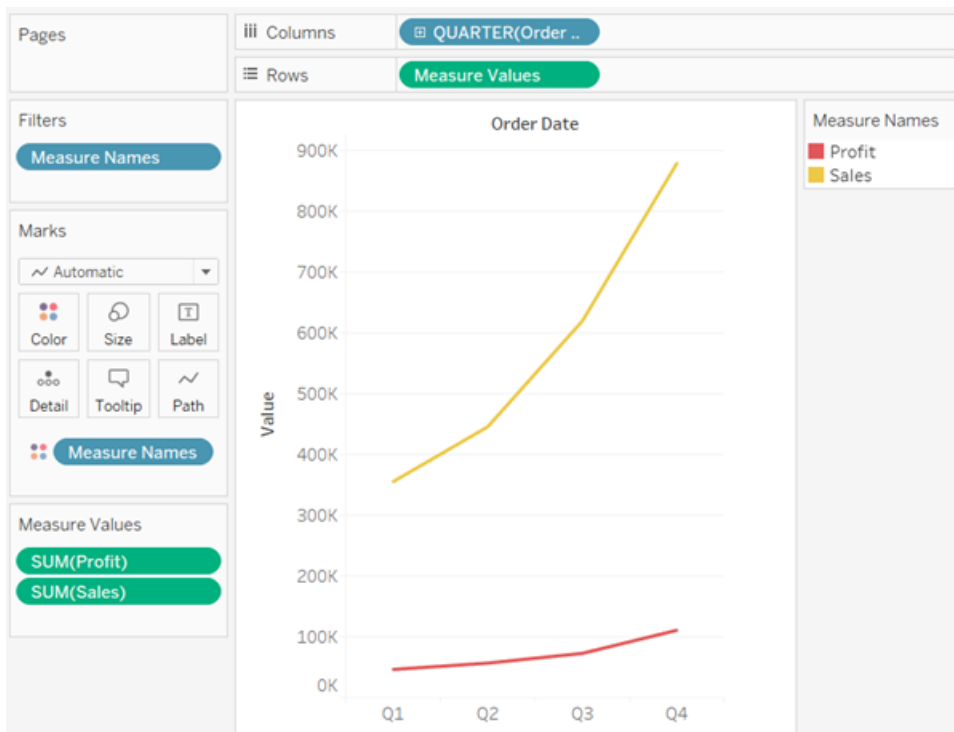 Pages
Columns
QUARTER(Order ..
Rows
Measure Values
Filters
Measure Names
Marks
Automatic
Color
Size
T
Label
Detail
Tooltip
Path
Measure Names
Measure Values
SUM(Profit)
SUM(Sales)
Order Date
Value
900K
800K
700K
600K
500K
400K
300K
200K
100K
0K
Q1 Q2 Q3 Q4
Measure Names
Profit
Sales